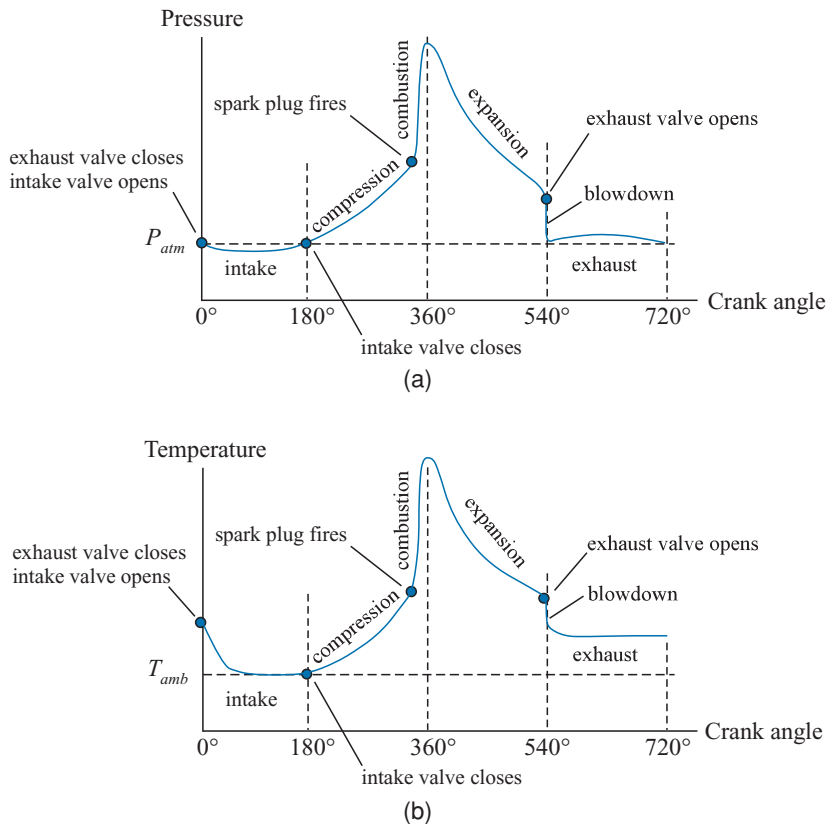 Pressure
combustion
spark plug fires
expansion
exhaust valve opens
exhaust valve closes
intake valve opens
compression
blowdown
P_atm
intake
exhaust
Crank angle
0° 180° 360° 540° 720°
intake valve closes
(a)
Temperature
combustion
spark plug fires
expansion
exhaust valve opens
exhaust valve closes
intake valve opens
compression
blowdown
T_amb
intake
exhaust
Crank angle
0° 180° 360° 540° 720°
intake valve closes
(b)